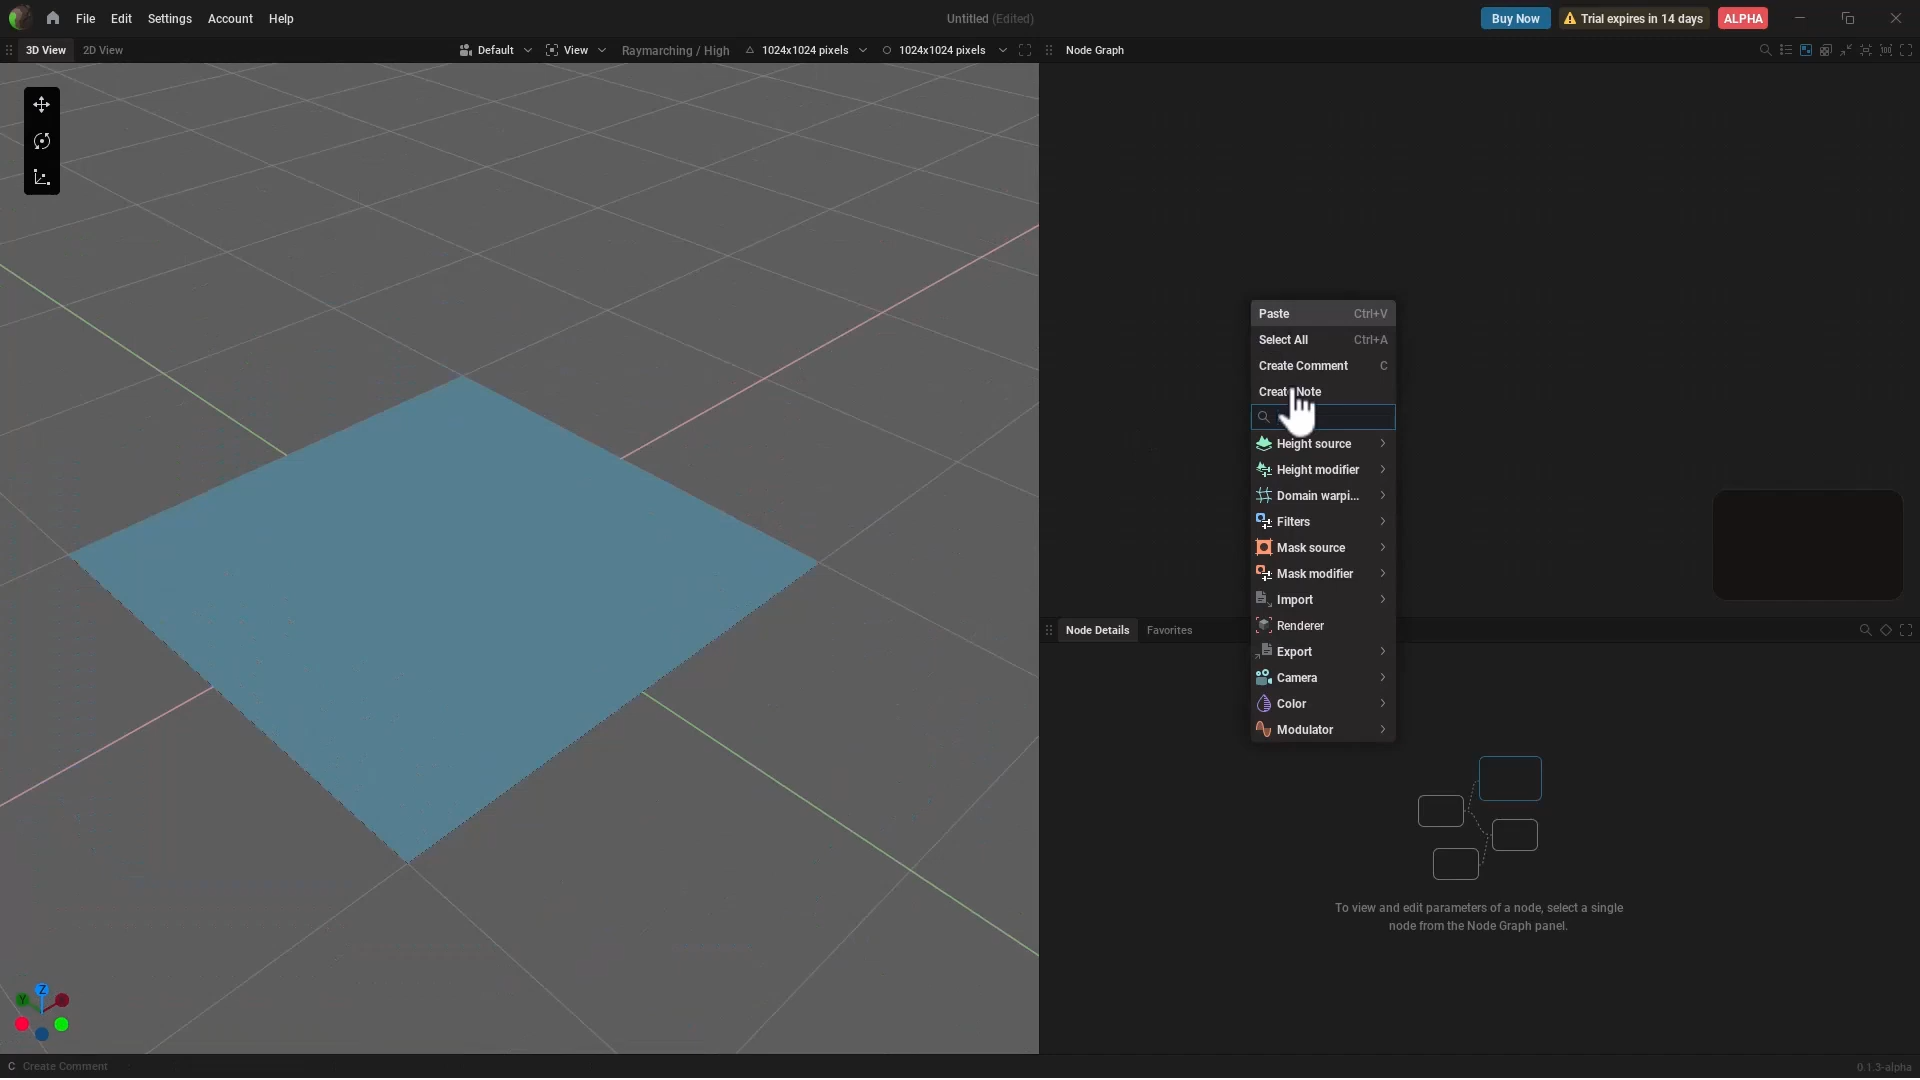 File Edit Settings Account Help
Untitled (Edited)
Buy Now Trial expires in 14 days ALPHA
3D View 2D View
Default View Raymarching / High 1024x1024 pixels 1024x1024 pixels
Node Graph
Paste Ctrl+V
Select All Ctrl+A
Create Comment C
Create Note
Height source
Height modifier
Domain warpi...
Filters
Mask source
Mask modifier
Import
Renderer
Export
Camera
Color
Modulator
Node Details Favorites
To view and edit parameters of a node, select a single
node from the Node Graph panel.
Z
Y
C Create Comment
0.1.3-alpha